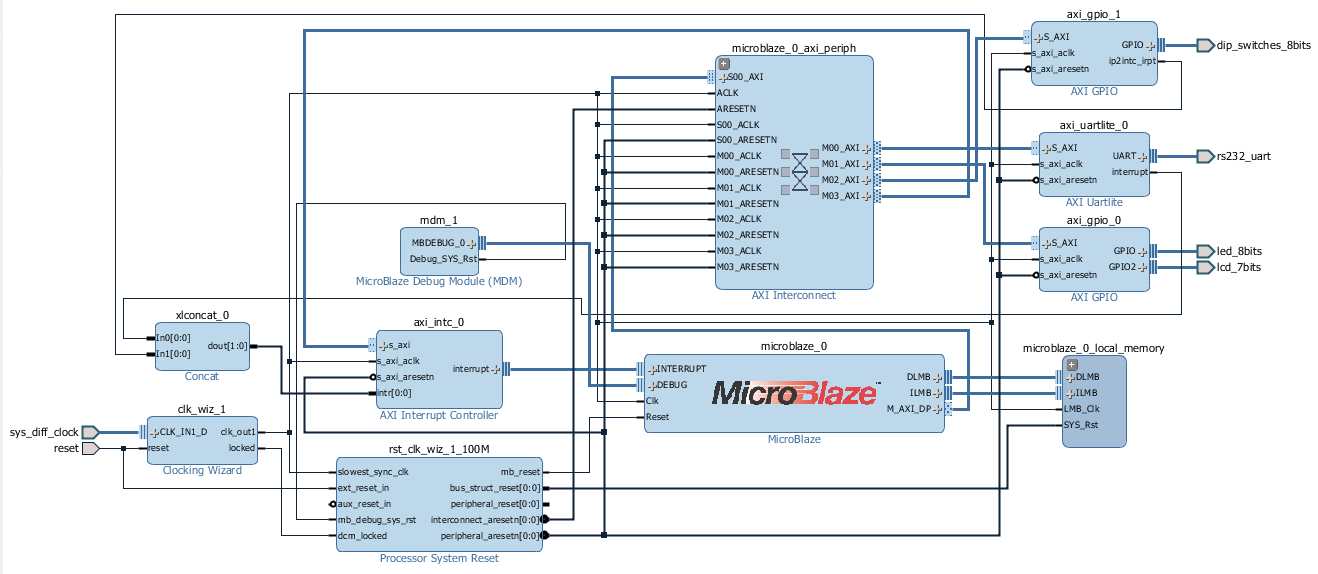 axi_gpio_1
S_AXI
s_axi_aclk
s_axi_aresetn
GPIO
ip2intc_irpt
AXI GPIO
dip_switches_8bits
microblaze_0_axi_periph
S00_AXI
ACLK
ARESETN
S00_ACLK
S00_ARESETN
M00_ACLK
M00_ARESETN
M01_ACLK
M01_ARESETN
M02_ACLK
M02_ARESETN
M03_ACLK
M03_ARESETN
M00_AXI
M01_AXI
M02_AXI
M03_AXI
AXI Interconnect
axi_uartlite_0
S_AXI
s_axi_aclk
s_axi_aresetn
UART
interrupt
AXI Uartlite
rs232_uart
mdm_1
MBDEBUG_0
Debug_SYS_Rst
MicroBlaze Debug Module (MDM)
axi_gpio_0
S_AXI
s_axi_aclk
s_axi_aresetn
GPIO
GPIO2
AXI GPIO
led_8bits
lcd_7bits
xlconcat_0
In0[0:0]
In1[0:0]
dout[1:0]
Concat
axi_intc_0
s_axi
s_axi_aclk
s_axi_aresetn
intr[0:0]
interrupt
AXI Interrupt Controller
microblaze_0
INTERRUPT
DEBUG
Clk
Reset
MicroBlaze
DLMB
ILMB
M_AXI_DP
MicroBlaze
microblaze_0_local_memory
DLMB
ILMB
LMB_Clk
SYS_Rst
sys_diff_clock
reset
clk_wiz_1
CLK_IN1_D
reset
clk_out1
locked
Clocking Wizard
rst_clk_wiz_1_100M
slowest_sync_clk
ext_reset_in
aux_reset_in
mb_debug_sys_rst
dcm_locked
mb_reset
bus_struct_reset[0:0]
peripheral_reset[0:0]
interconnect_aresetn[0:0]
peripheral_aresetn[0:0]
Processor System Reset